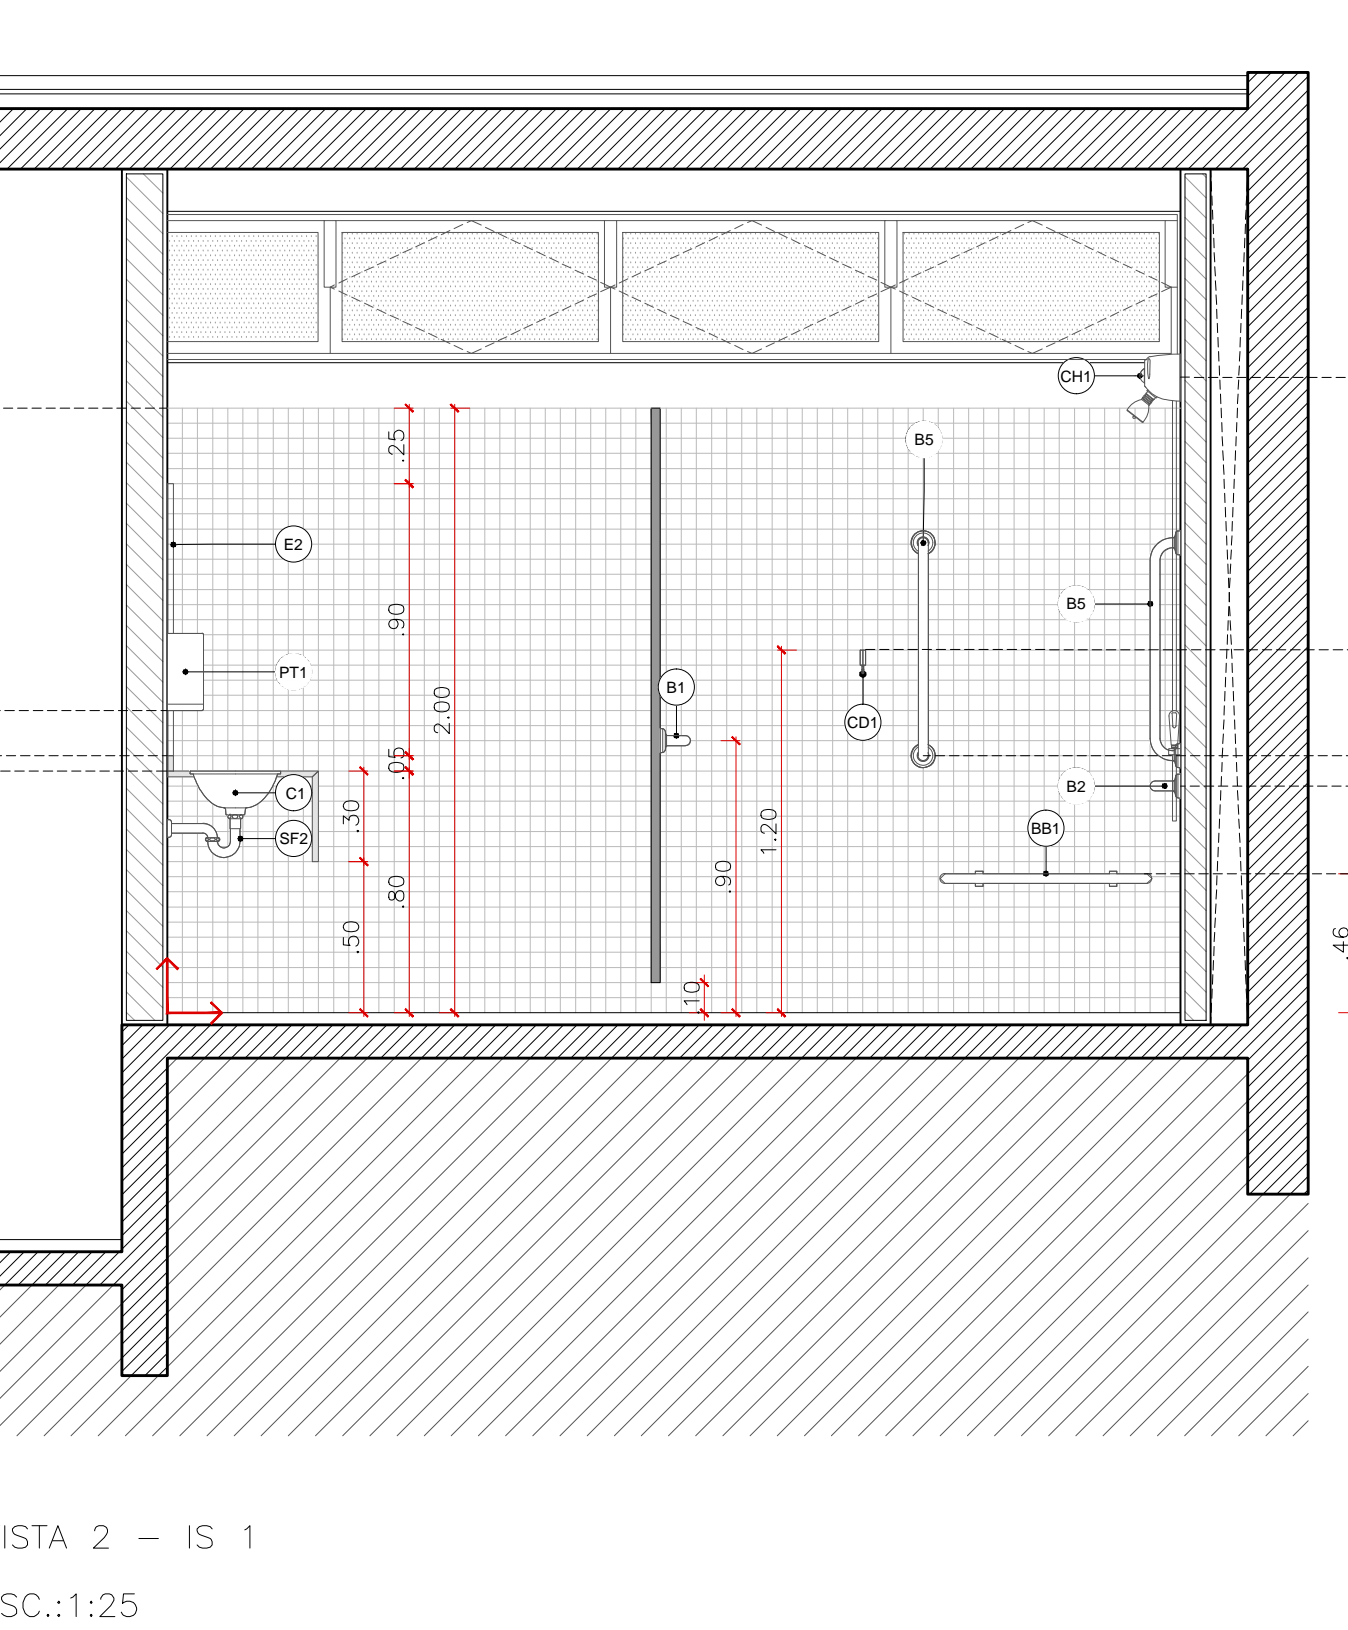 CH1
.25
B5
E2
.90
B5
PT1
B1
2.00
CD1
.05
B2
C1
.30
1.20
BB1
SF2
.90
.80
.50
.46
.10
ISTA 2 - IS 1
SC.:1:25